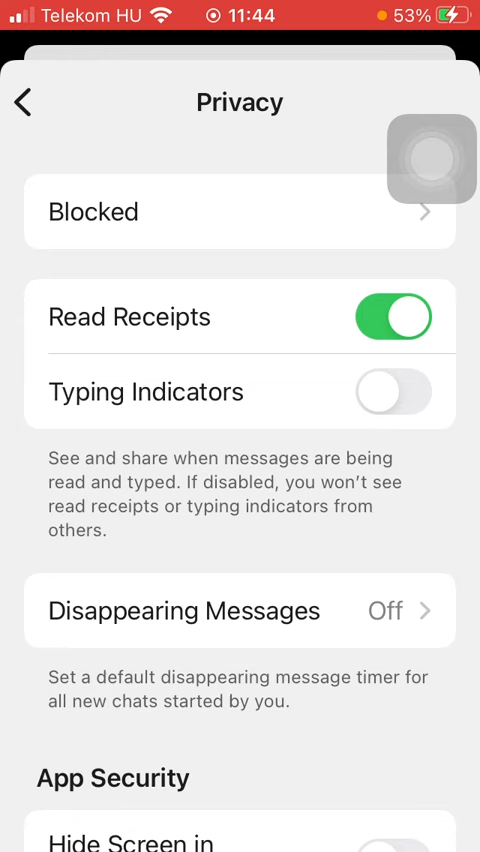 Telekom HU 11:44 53%
Privacy
Blocked
Read Receipts
Typing Indicators
See and share when messages are being
read and typed. If disabled, you won’t see
read receipts or typing indicators from
others.
Disappearing Messages Off
Set a default disappearing message timer for
all new chats started by you.
App Security
Hide Screen in